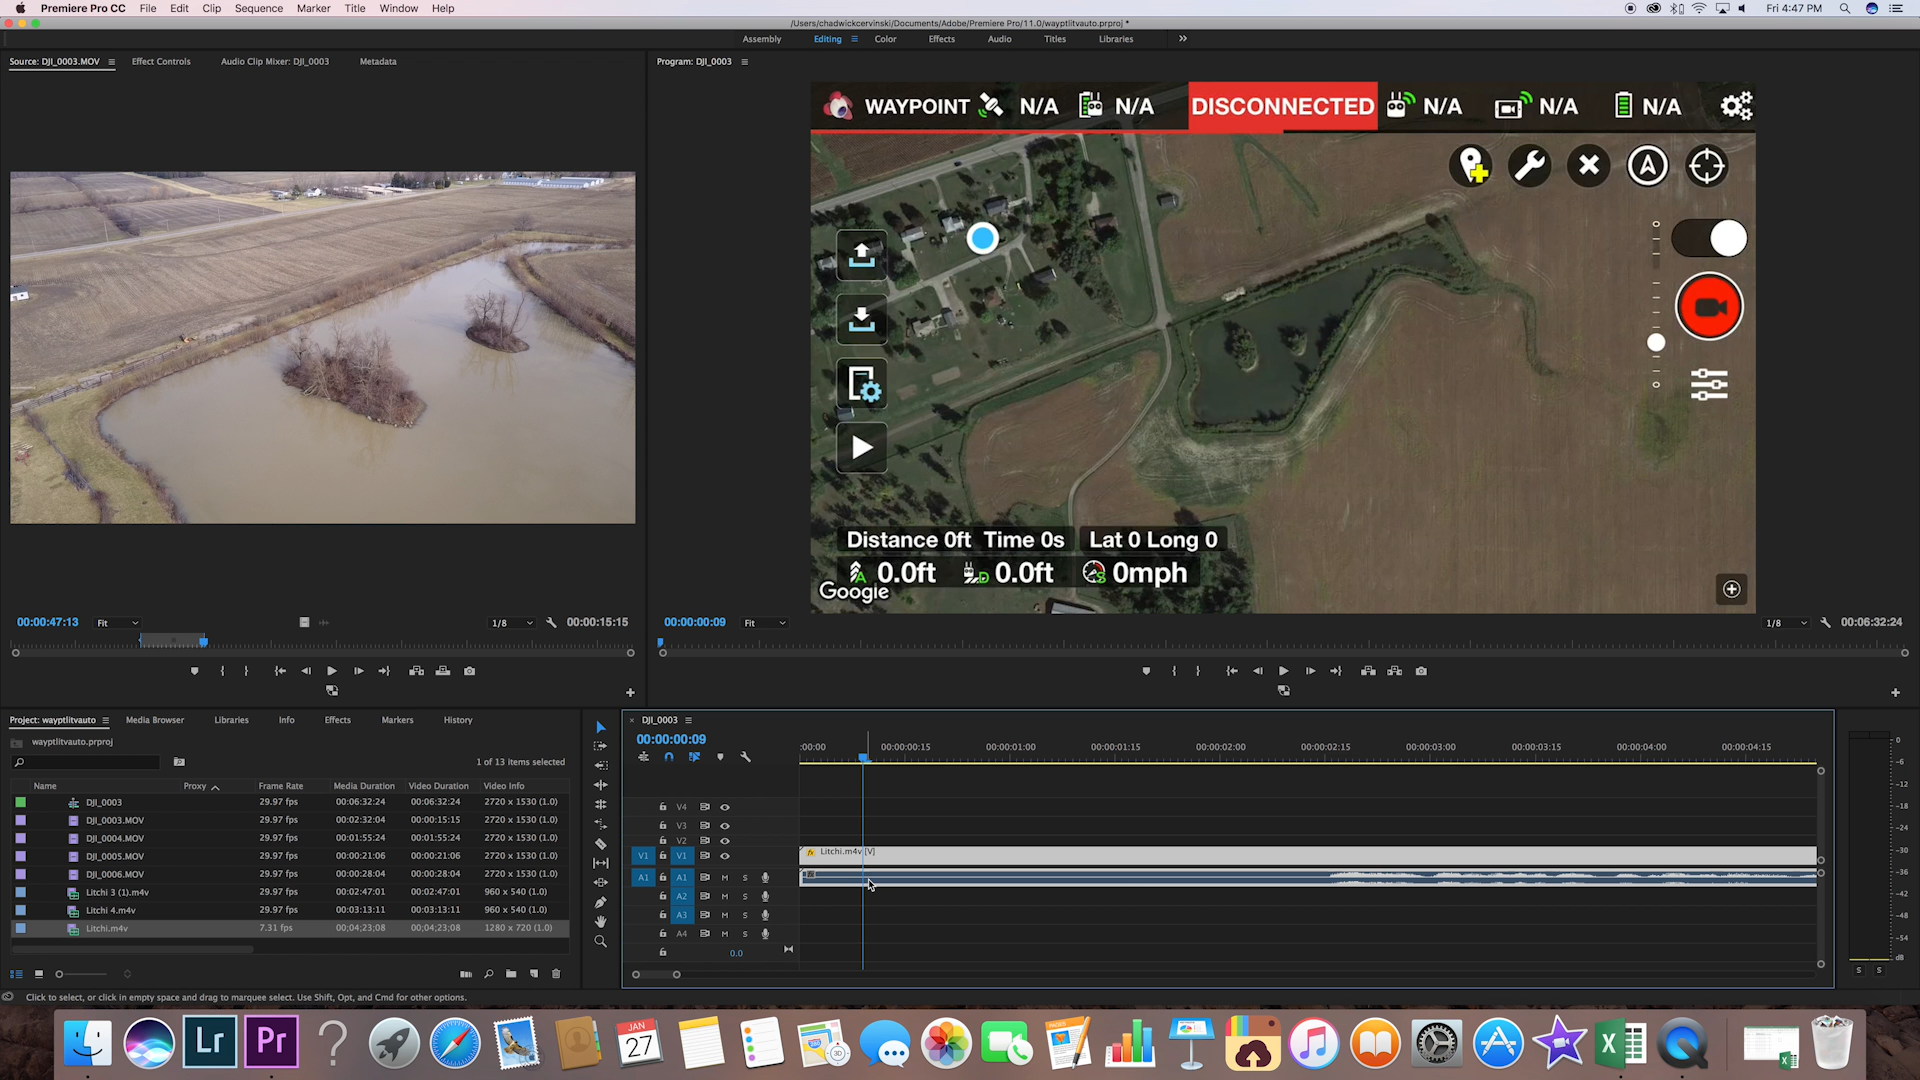 Premiere Pro CC File Edit Clip Sequence Marker Title Window Help Fri 4:47 PM
/Users/chadwickcervinski/Documents/Adobe/Premiere Pro/11.0/wayptlitvauto.prproj *
Assembly Editing Color Effects Audio Titles Libraries
Source: DJI_0003.MOV Effect Controls Audio Clip Mixer: DJI_0003 Metadata
Program: DJI_0003
WAYPOINT N/A N/A DISCONNECTED N/A N/A N/A
Distance 0ft Time 0s Lat 0 Long 0
A 0.0ft D 0.0ft S 0mph
Google
00:00:47:13 Fit 1/8 00:00:15:15
00:00:00:09 Fit 1/8 00:06:32:24
Project: wayptlitvauto Media Browser Libraries Info Effects Markers History
wayptlitvauto.prproj
1 of 13 items selected
Name Proxy Frame Rate Media Duration Video Duration Video Info
DJI_0003 29.97 fps 00:06:32:24 00:06:32:24 2720 x 1530 (1.0)
DJI_0003.MOV 29.97 fps 00:02:32:04 00:00:15:15 2720 x 1530 (1.0)
DJI_0004.MOV 29.97 fps 00:01:55:24 00:01:55:24 2720 x 1530 (1.0)
DJI_0005.MOV 29.97 fps 00:00:21:06 00:00:21:06 2720 x 1530 (1.0)
DJI_0006.MOV 29.97 fps 00:00:28:04 00:00:28:04 2720 x 1530 (1.0)
Litchi 3 (1).m4v 29.97 fps 00:02:47:01 00:02:47:01 960 x 540 (1.0)
Litchi 4.m4v 29.97 fps 00:03:13:11 00:03:13:11 960 x 540 (1.0)
Litchi.m4v 7.31 fps 00;04;23;08 00;04;23;08 1280 x 720 (1.0)
DJI_0003
00:00:00:09
:00:00 00:00:00:15 00:00:01:00 00:00:01:15 00:00:02:00 00:00:02:15 00:00:03:00 00:00:03:15 00:00:04:00 00:00:04:15
V4
V3
V2
V1 V1 Litchi.m4v [V]
A1 A1 M S
A2 M S
A3 M S
A4 M S
0.0
0
-6
-12
-18
-24
-30
-36
-42
-48
-54
dB
S S
Click to select, or click in empty space and drag to marquee select. Use Shift, Opt, and Cmd for other options.
Lr Pr ? JAN 27 3D